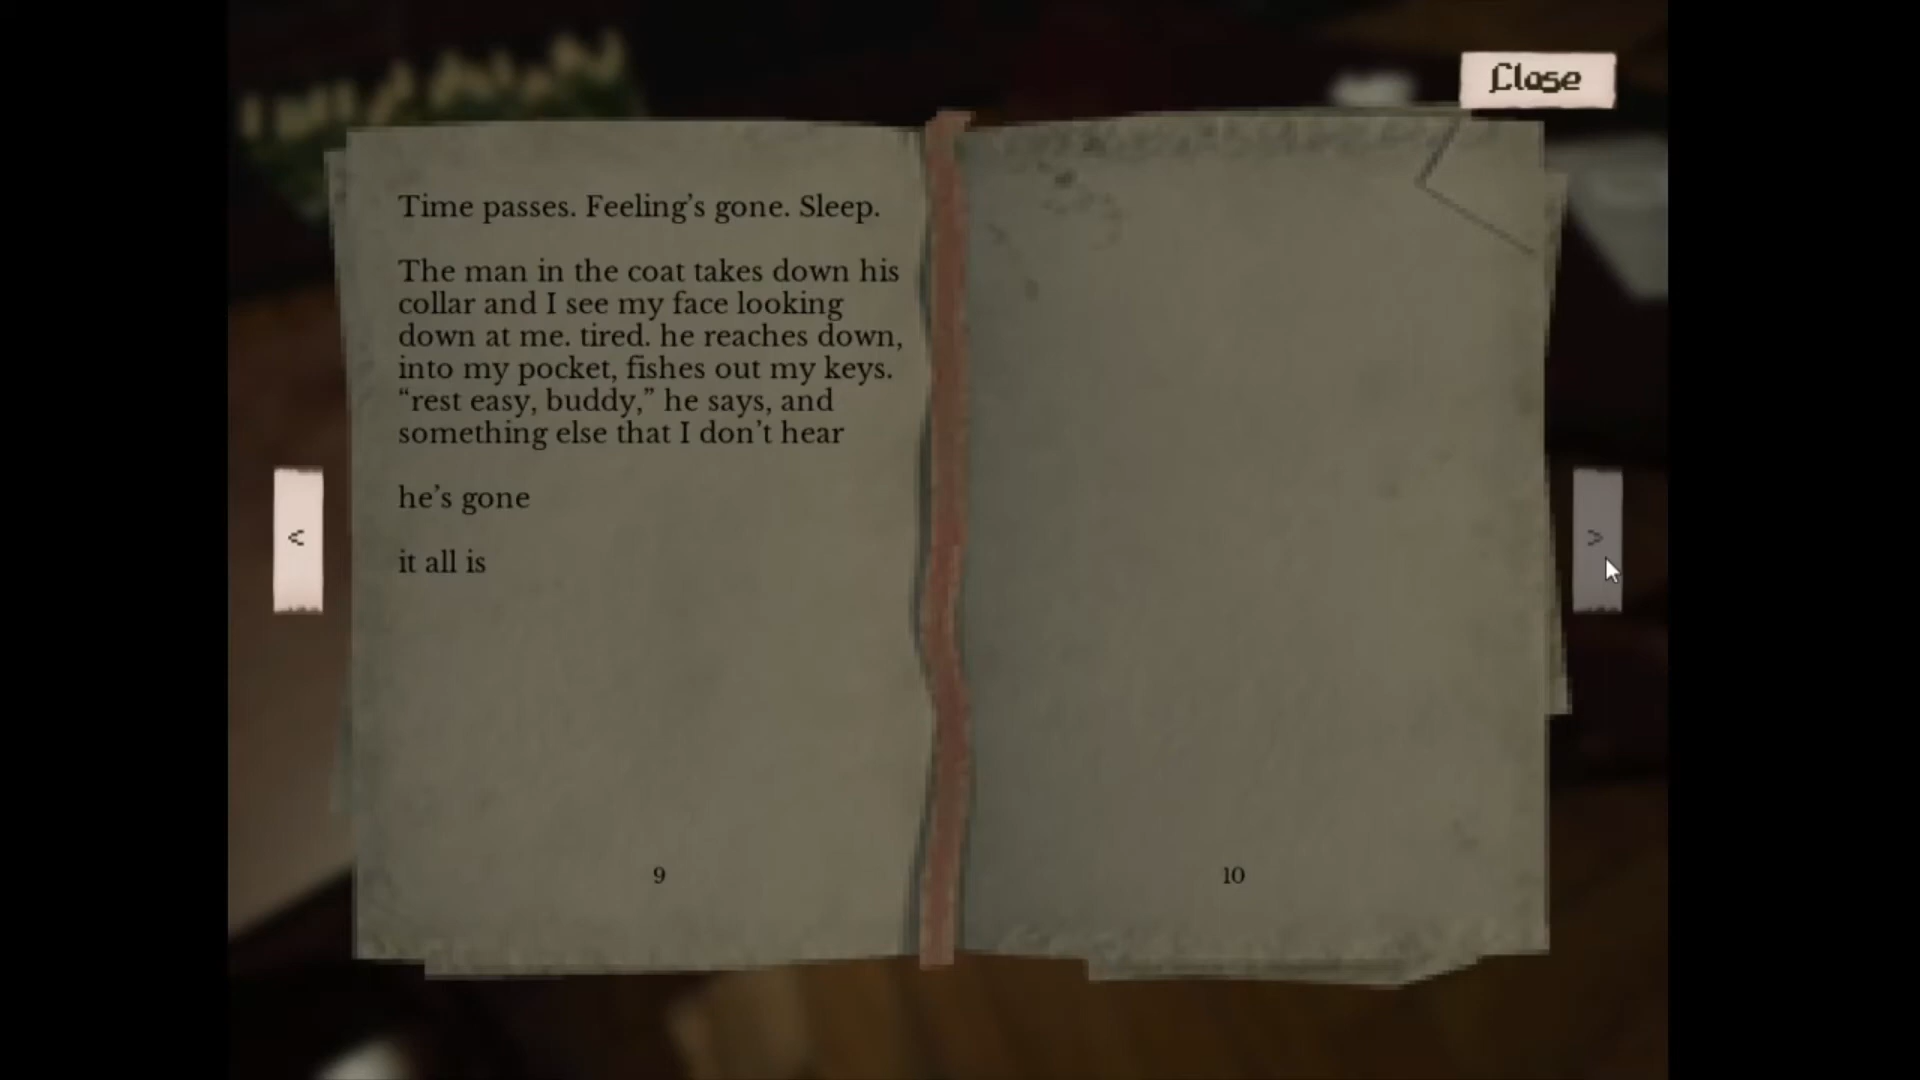 Close
Time passes. Feeling’s gone. Sleep.
The man in the coat takes down his
collar and I see my face looking
down at me. tired. he reaches down,
into my pocket, fishes out my keys.
“rest easy, buddy,” he says, and
something else that I don’t hear
he’s gone
it all is
<
>
9
10